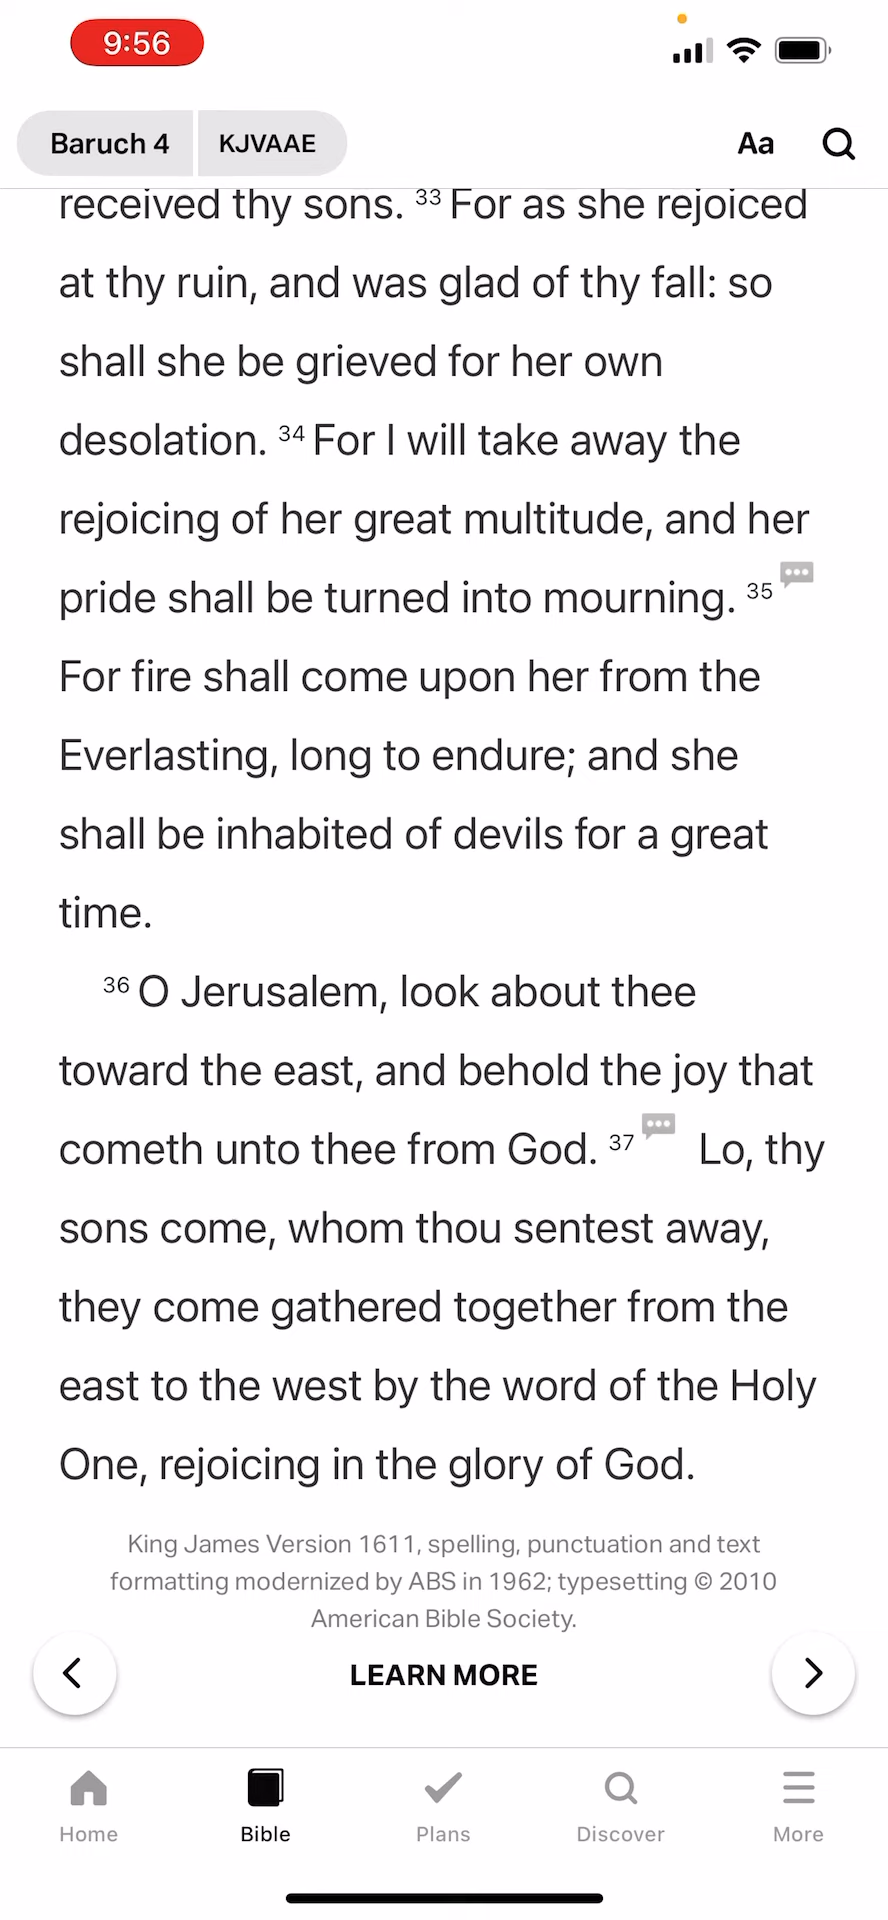 9:56
Baruch 4 KJVAAE Aa
received thy sons. 33 For as she rejoiced
at thy ruin, and was glad of thy fall: so
shall she be grieved for her own
desolation. 34 For I will take away the
rejoicing of her great multitude, and her
pride shall be turned into mourning. 35
For fire shall come upon her from the
Everlasting, long to endure; and she
shall be inhabited of devils for a great
time.
36 O Jerusalem, look about thee
toward the east, and behold the joy that
cometh unto thee from God. 37 Lo, thy
sons come, whom thou sentest away,
they come gathered together from the
east to the west by the word of the Holy
One, rejoicing in the glory of God.
King James Version 1611, spelling, punctuation and text
formatting modernized by ABS in 1962; typesetting © 2010
American Bible Society.
LEARN MORE
Home Bible Plans Discover More